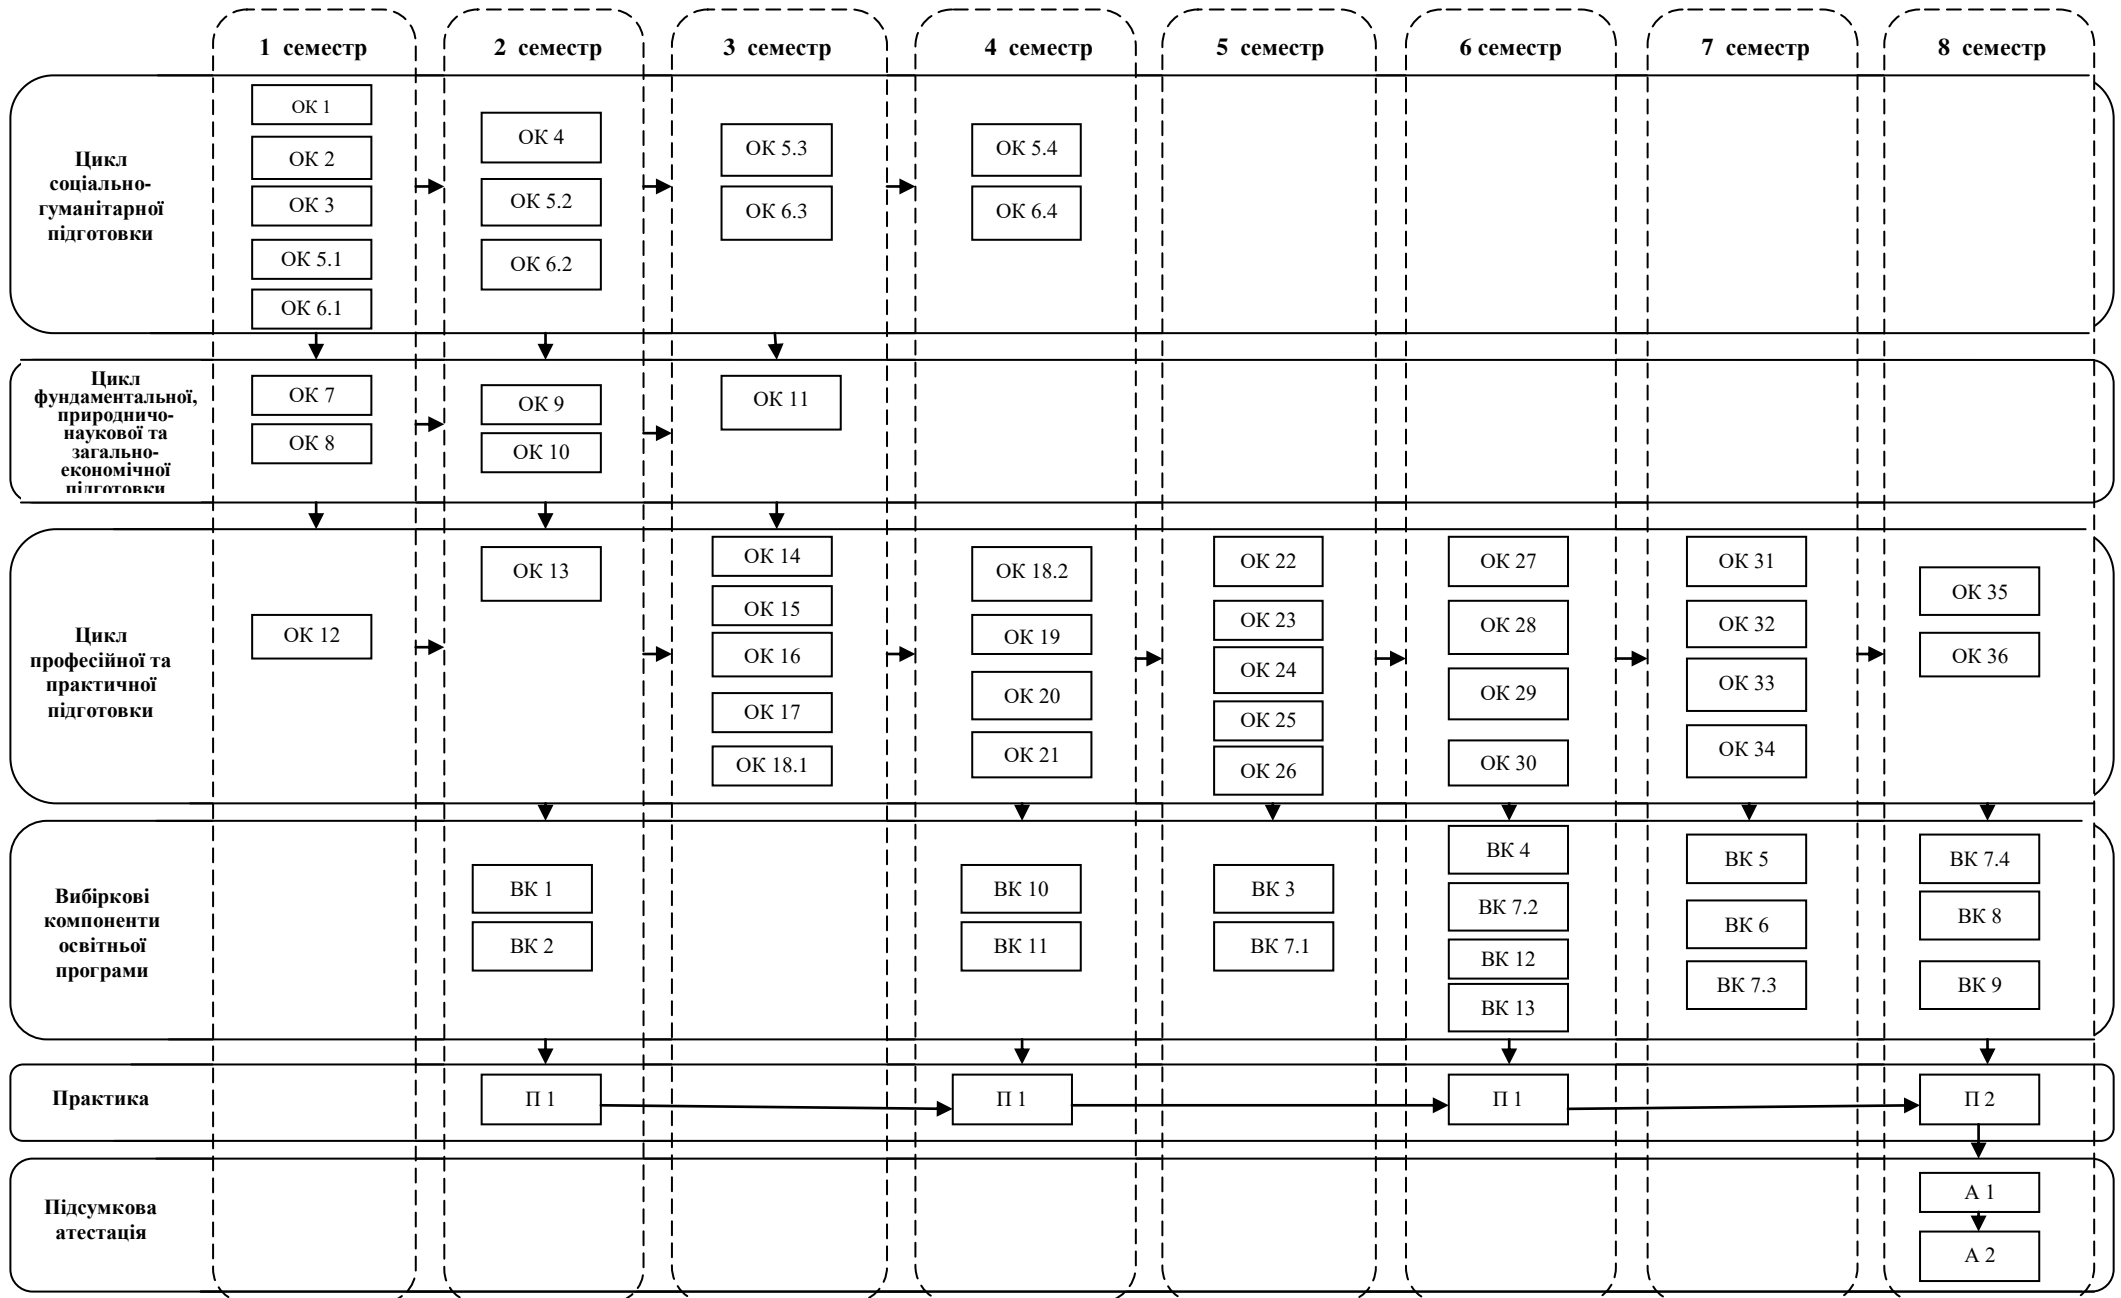 1 семестр
2 семестр
3 семестр
4 семестр
5 семестр
6 семестр
7 семестр
8 семестр
Цикл
соціально-
гуманітарної
підготовки
ОК 1
ОК 2
ОК 3
ОК 5.1
ОК 6.1
ОК 4
ОК 5.2
ОК 6.2
ОК 5.3
ОК 6.3
ОК 5.4
ОК 6.4
Цикл
фундаментальної,
природничо-
наукової та
загально-
економічної
підготовки
ОК 7
ОК 8
ОК 9
ОК 10
ОК 11
Цикл
професійної та
практичної
підготовки
ОК 12
ОК 13
ОК 14
ОК 15
ОК 16
ОК 17
ОК 18.1
ОК 18.2
ОК 19
ОК 20
ОК 21
ОК 22
ОК 23
ОК 24
ОК 25
ОК 26
ОК 27
ОК 28
ОК 29
ОК 30
ОК 31
ОК 32
ОК 33
ОК 34
ОК 35
ОК 36
Вибіркові
компоненти
освітньої
програми
ВК 1
ВК 2
ВК 10
ВК 11
ВК 3
ВК 7.1
ВК 4
ВК 7.2
ВК 12
ВК 13
ВК 5
ВК 6
ВК 7.3
ВК 7.4
ВК 8
ВК 9
Практика
П 1
П 1
П 1
П 2
Підсумкова
атестація
А 1
А 2